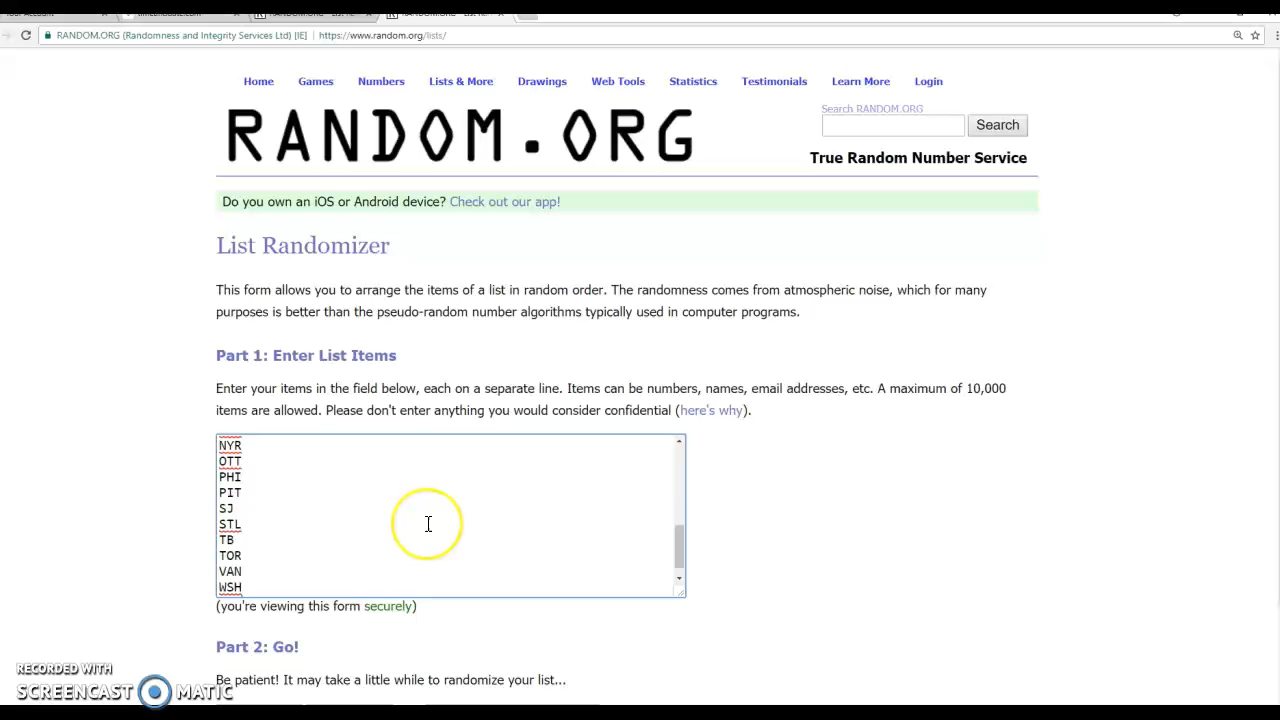 RANDOM.ORG (Randomness and Integrity Services Ltd) [IE] https://www.random.org/lists/
Home Games Numbers Lists & More Drawings Web Tools Statistics Testimonials Learn More Login
Search RANDOM.ORG
RANDOM.ORG
Search
True Random Number Service
Do you own an iOS or Android device? Check out our app!
List Randomizer
This form allows you to arrange the items of a list in random order. The randomness comes from atmospheric noise, which for many
purposes is better than the pseudo-random number algorithms typically used in computer programs.
Part 1: Enter List Items
Enter your items in the field below, each on a separate line. Items can be numbers, names, email addresses, etc. A maximum of 10,000
items are allowed. Please don't enter anything you would consider confidential (here's why).
NYR
OTT
PHI
PIT
SJ
STL
TB
TOR
VAN
WSH
(you're viewing this form securely)
Part 2: Go!
Be patient! It may take a little while to randomize your list...
RECORDED WITH
SCREENCAST MATIC